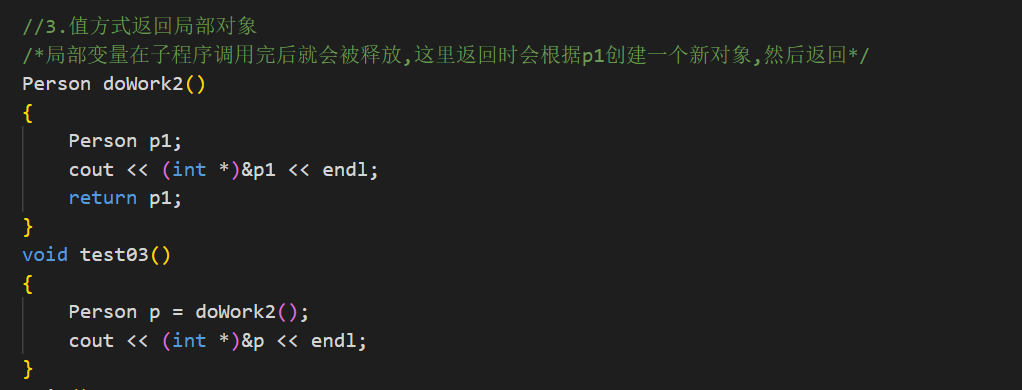 //3.值方式返回局部对象
/*局部变量在子程序调用完后就会被释放,这里返回时会根据p1创建一个新对象,然后返回*/
Person doWork2()
{
    Person p1;
    cout << (int *)&p1 << endl;
    return p1;
}
void test03()
{
    Person p = doWork2();
    cout << (int *)&p << endl;
}